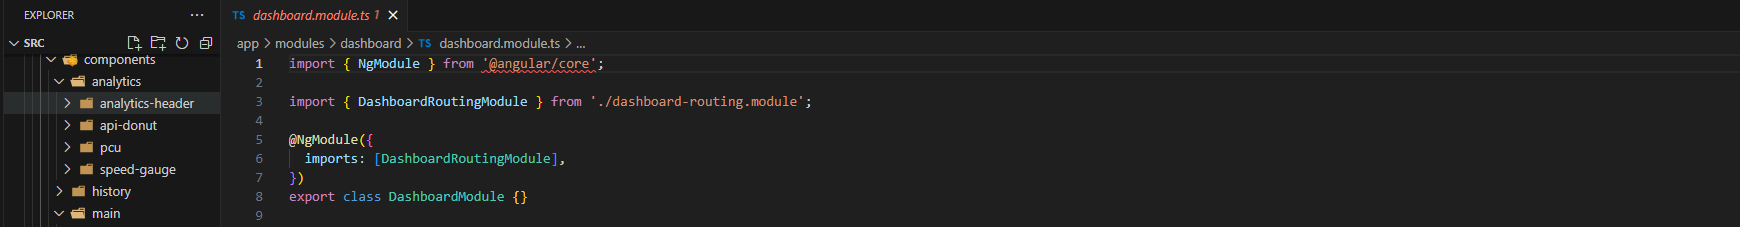 EXPLORER ...
SRC
components
analytics
analytics-header
api-donut
pcu
speed-gauge
history
main
TS dashboard.module.ts 1 ×
app > modules > dashboard > TS dashboard.module.ts > ...
1 import { NgModule } from '@angular/core';
2
3 import { DashboardRoutingModule } from './dashboard-routing.module';
4
5 @NgModule({
6 imports: [DashboardRoutingModule],
7 })
8 export class DashboardModule {}
9